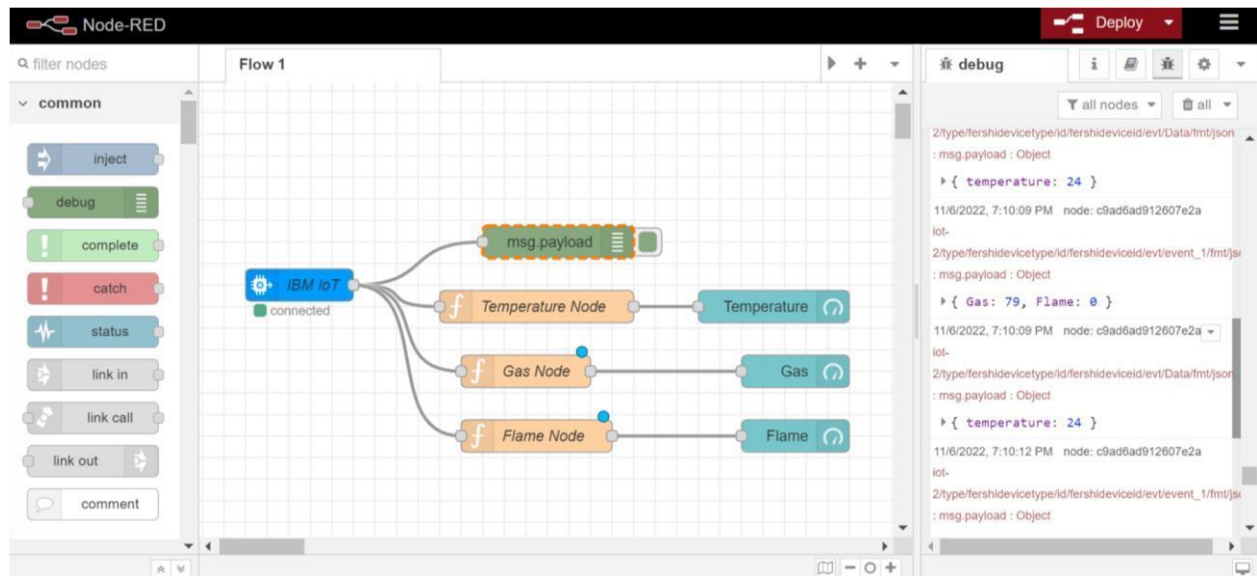 Node-RED
Deploy
filter nodes
common
inject
debug
complete
catch
status
link in
link call
link out
comment
Flow 1
msg.payload
IBM IoT
connected
Temperature Node
Temperature
Gas Node
Gas
Flame Node
Flame
debug
i
all nodes
all
2/type/fershidevicetype/id/fershideviceid/evt/Data/fmt/json
: msg.payload : Object
{ temperature: 24 }
11/6/2022, 7:10:09 PM node: c9ad6ad912607e2a
iot-
2/type/fershidevicetype/id/fershideviceid/evt/event_1/fmt/js
: msg.payload : Object
{ Gas: 79, Flame: 0 }
11/6/2022, 7:10:09 PM node: c9ad6ad912607e2a
iot-
2/type/fershidevicetype/id/fershideviceid/evt/Data/fmt/json
: msg.payload : Object
{ temperature: 24 }
11/6/2022, 7:10:12 PM node: c9ad6ad912607e2a
iot-
2/type/fershidevicetype/id/fershideviceid/evt/event_1/fmt/js
: msg.payload : Object